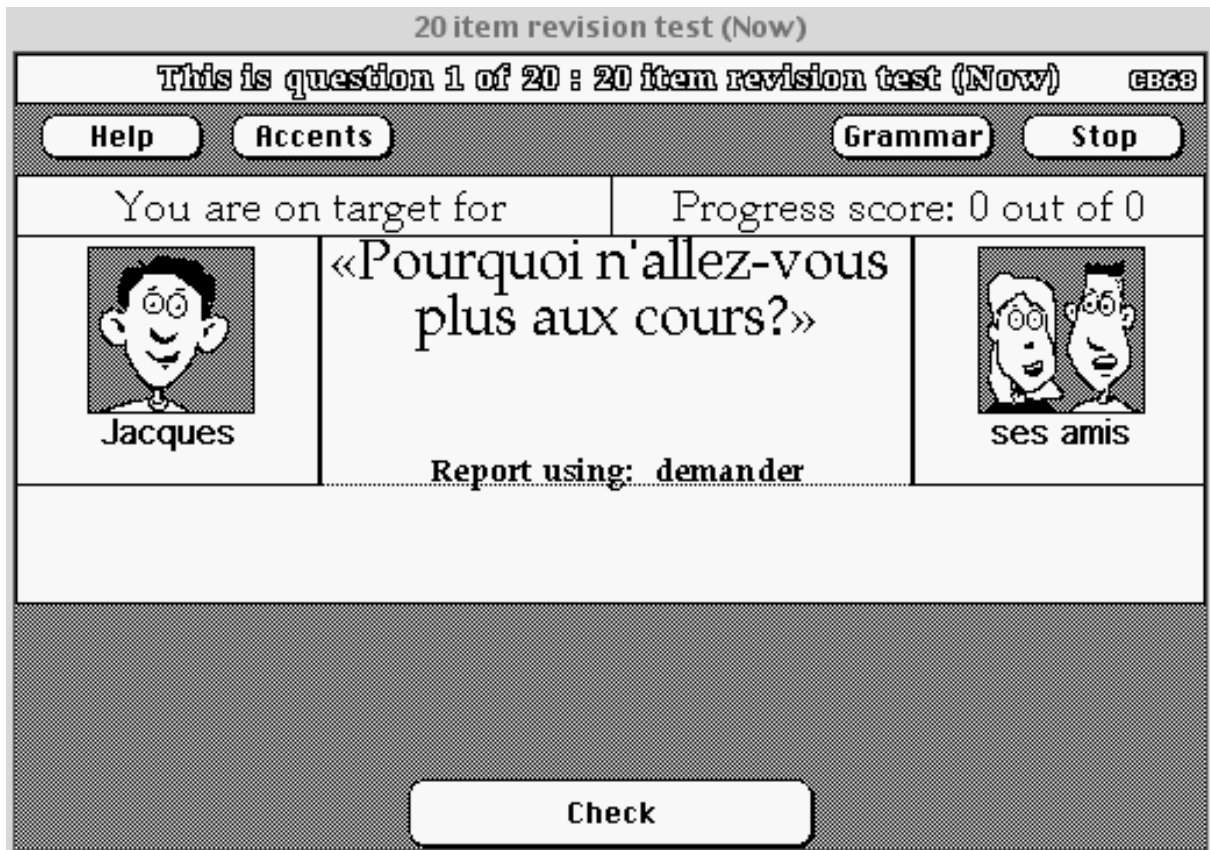 20 item revision test (Now)
This is question 1 of 20 : 20 item revision test (Now) GB68
Help Accents Grammar Stop
You are on target for Progress score: 0 out of 0
«Pourquoi n'allez-vous
plus aux cours?»
Jacques ses amis
Report using: demander
Check